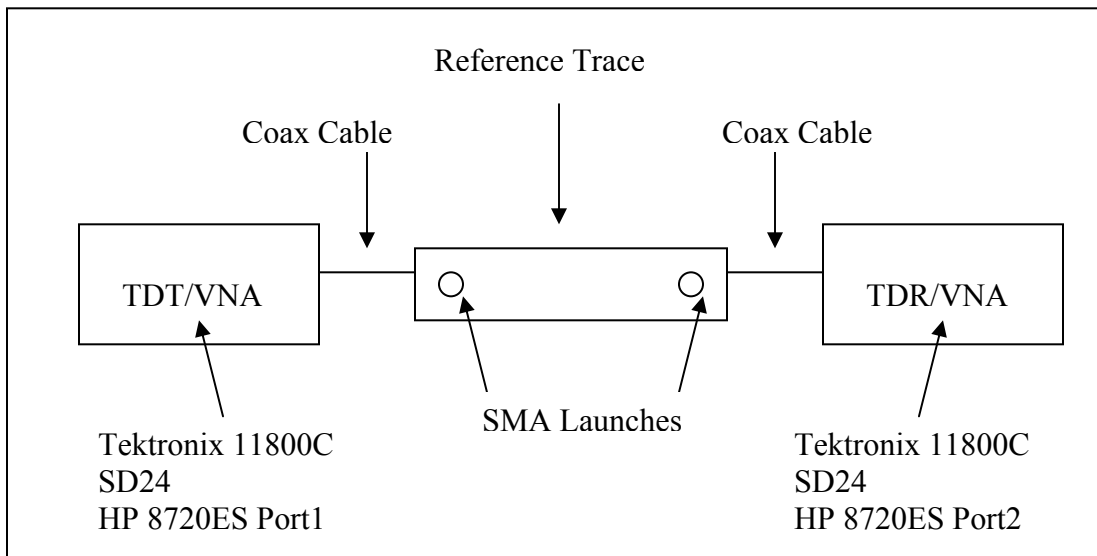 Reference Trace
Coax Cable
Coax Cable
TDT/VNA
TDR/VNA
SMA Launches
Tektronix 11800C
SD24
HP 8720ES Port1
Tektronix 11800C
SD24
HP 8720ES Port2